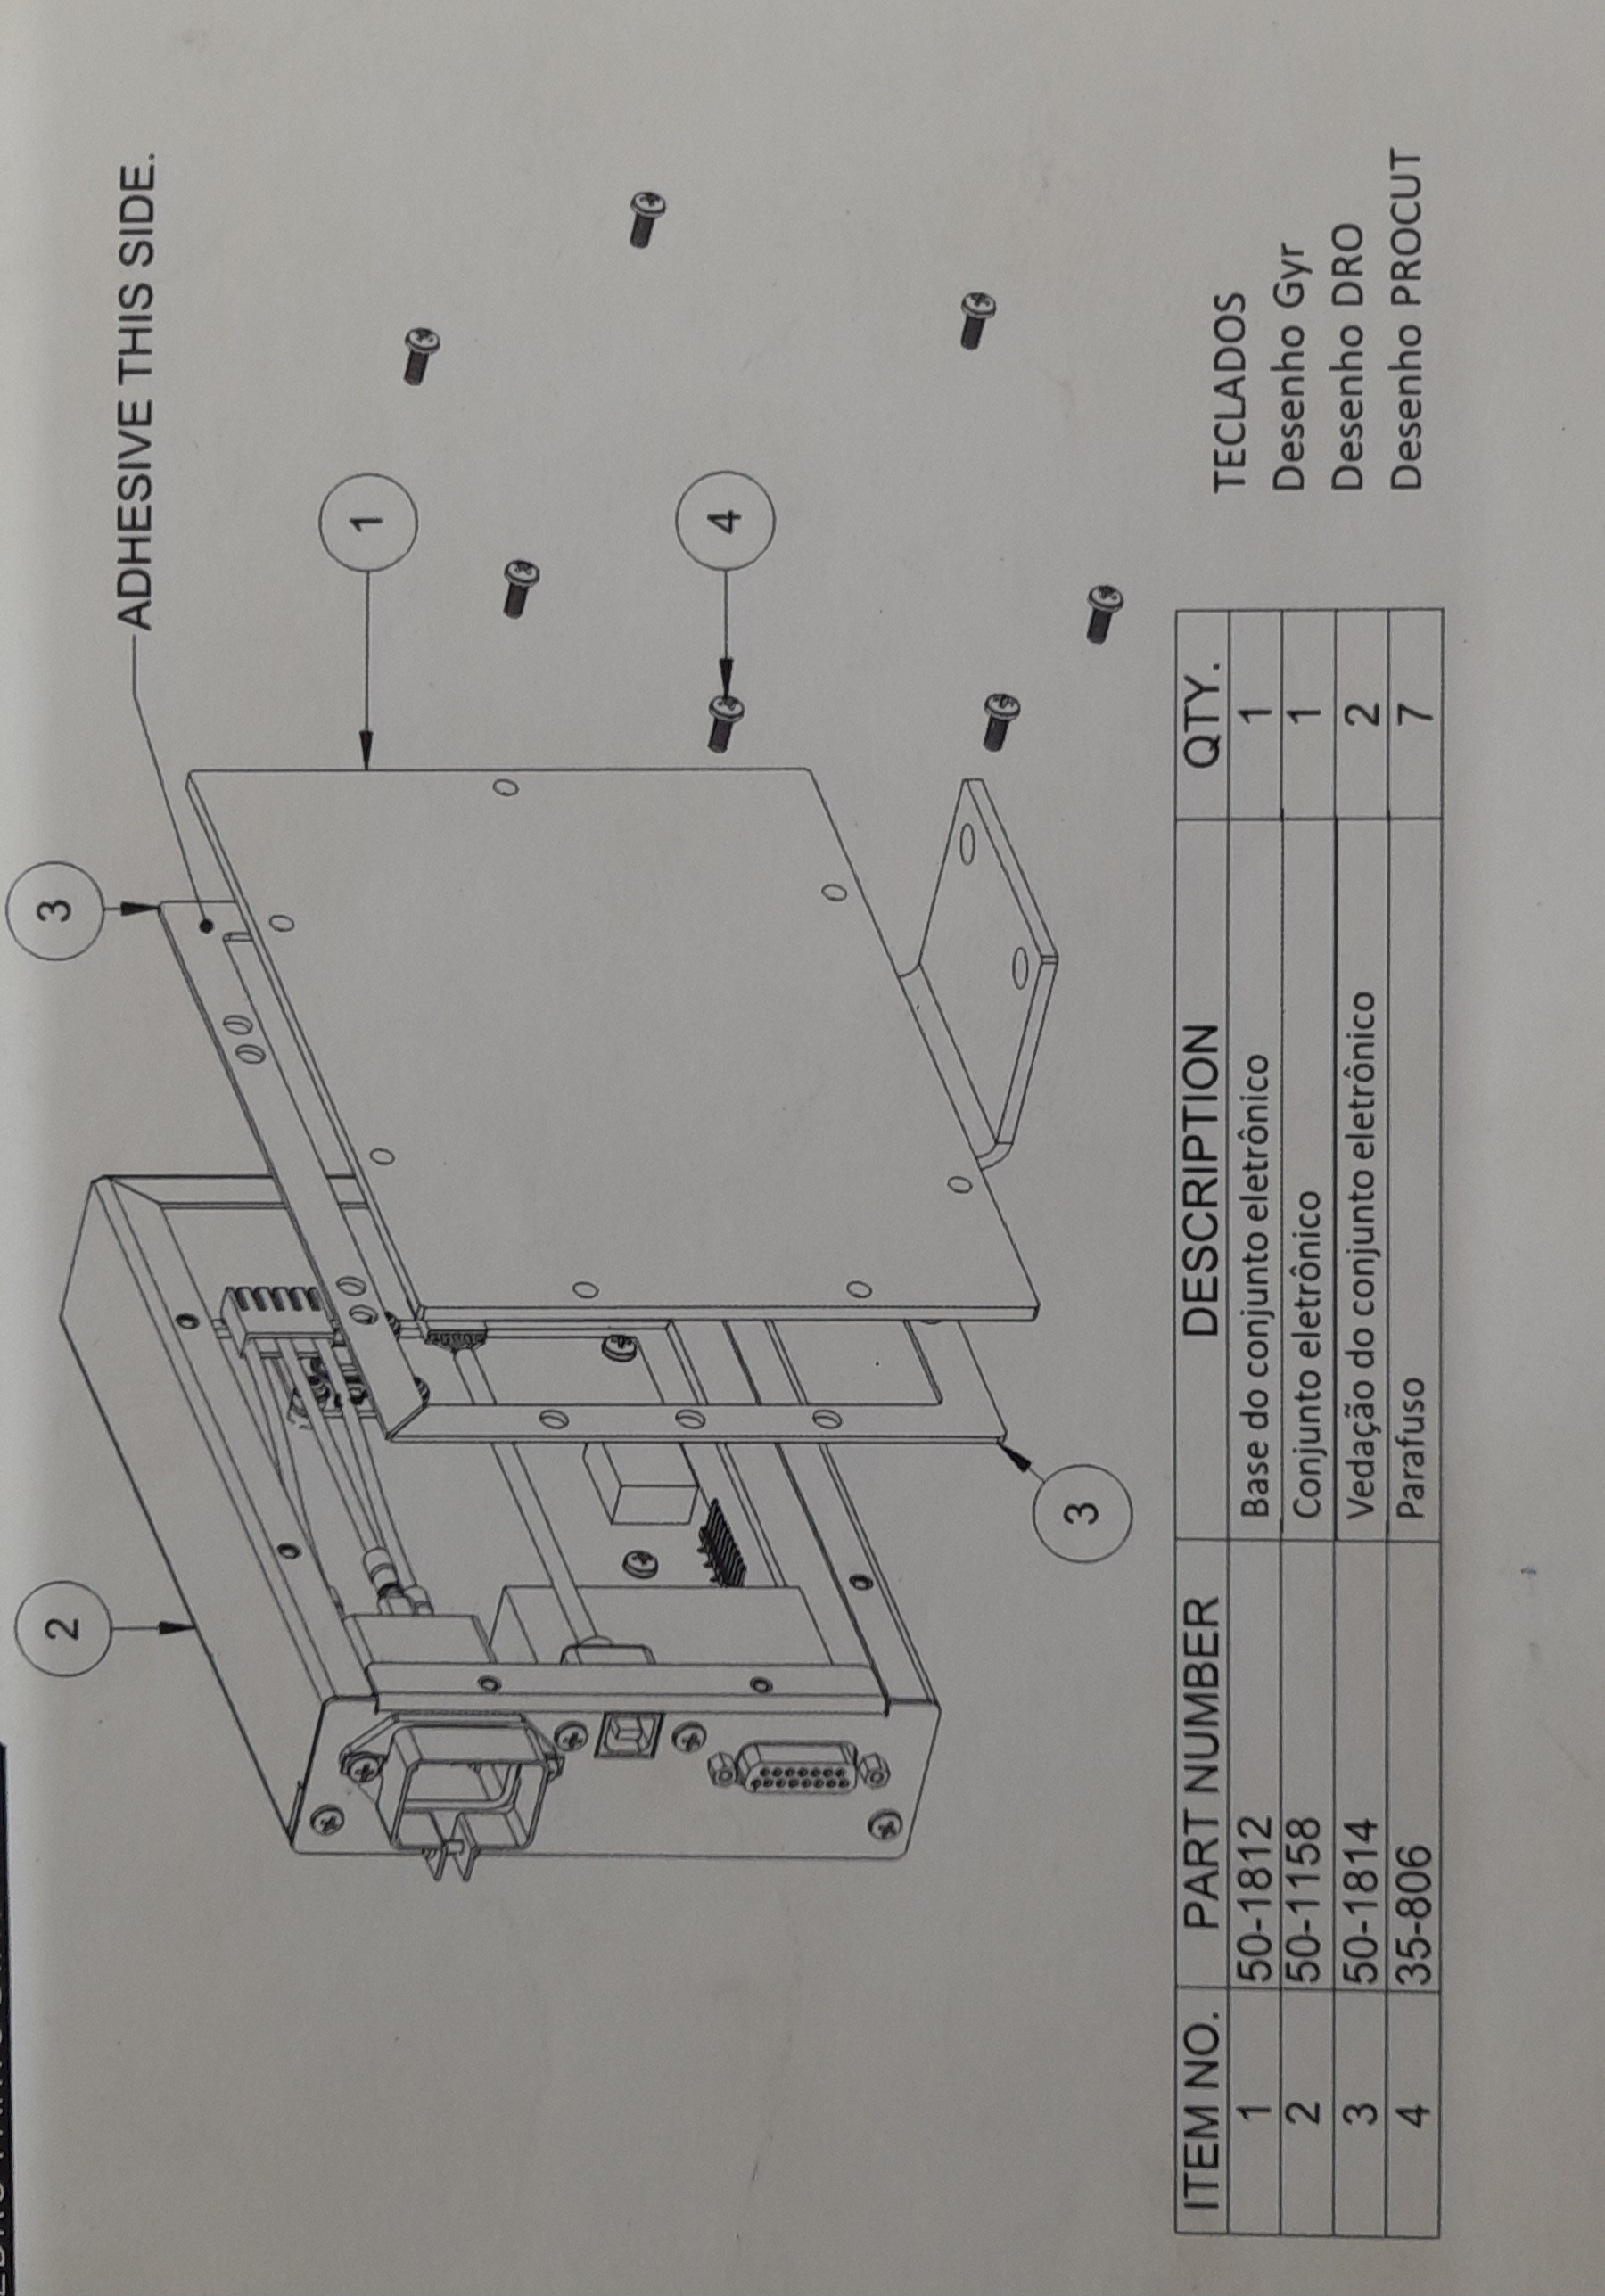 2
3
ADHESIVE THIS SIDE.
1
4
3
ITEM NO. PART NUMBER DESCRIPTION QTY.
1 50-1812 Base do conjunto eletrônico 1
2 50-1158 Conjunto eletrônico 1
3 50-1814 Vedação do conjunto eletrônico 2
4 35-806 Parafuso 7
TECLADOS
Desenho Gyr
Desenho DRO
Desenho PROCUT